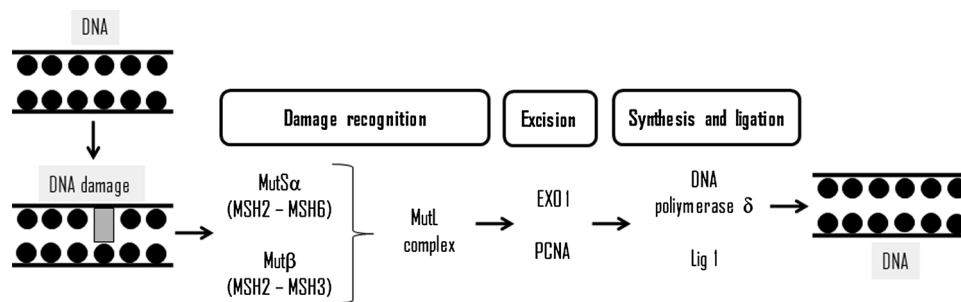 DNA
DNA damage
Damage recognition
MutSα
(MSH2 – MSH6)
Mutβ
(MSH2 – MSH3)
MutL
complex
Excision
EXO1
PCNA
Synthesis and ligation
DNA
poliymerase δ
Lig 1
DNA